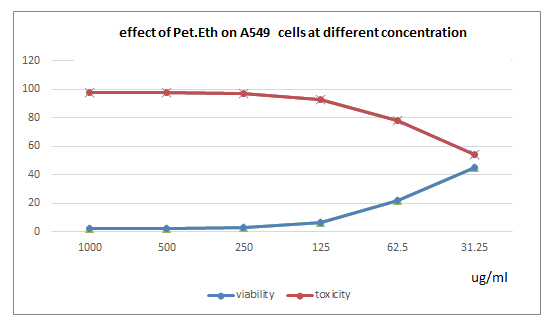 effect of Pet.Eth on A549 cells at different concentration
120
100
80
60
40
20
0
1000 500 250 125 62.5 31.25
ug/ml
viability toxicity